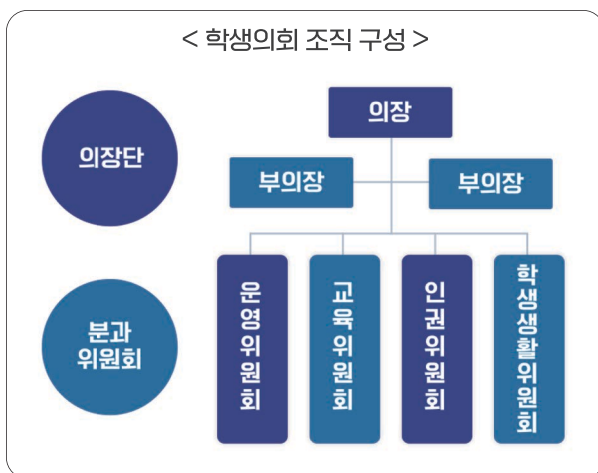 < 학생의회 조직 구성 >
의장단
의장
부의장
부의장
분과
위원회
운영위원회
교육위원회
인권위원회
학생생활위원회